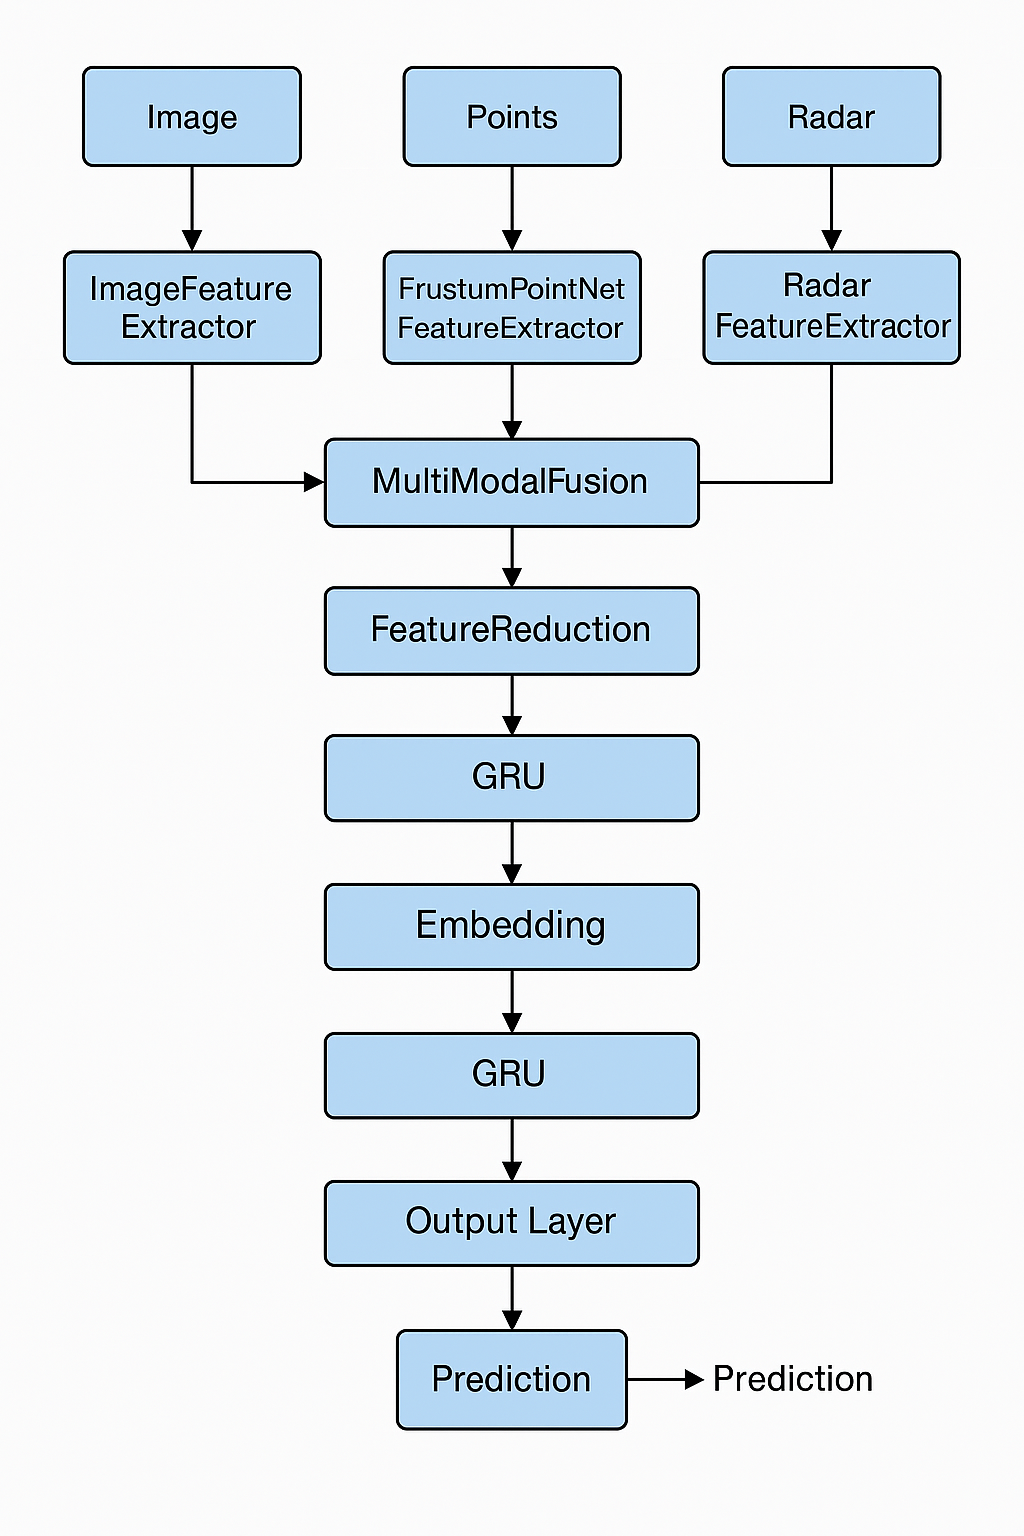 Image
Points
Radar
ImageFeature
Extractor
FrustumPointNet
FeatureExtractor
Radar
FeatureExtractor
MultiModalFusion
FeatureReduction
GRU
Embedding
GRU
Output Layer
Prediction
Prediction